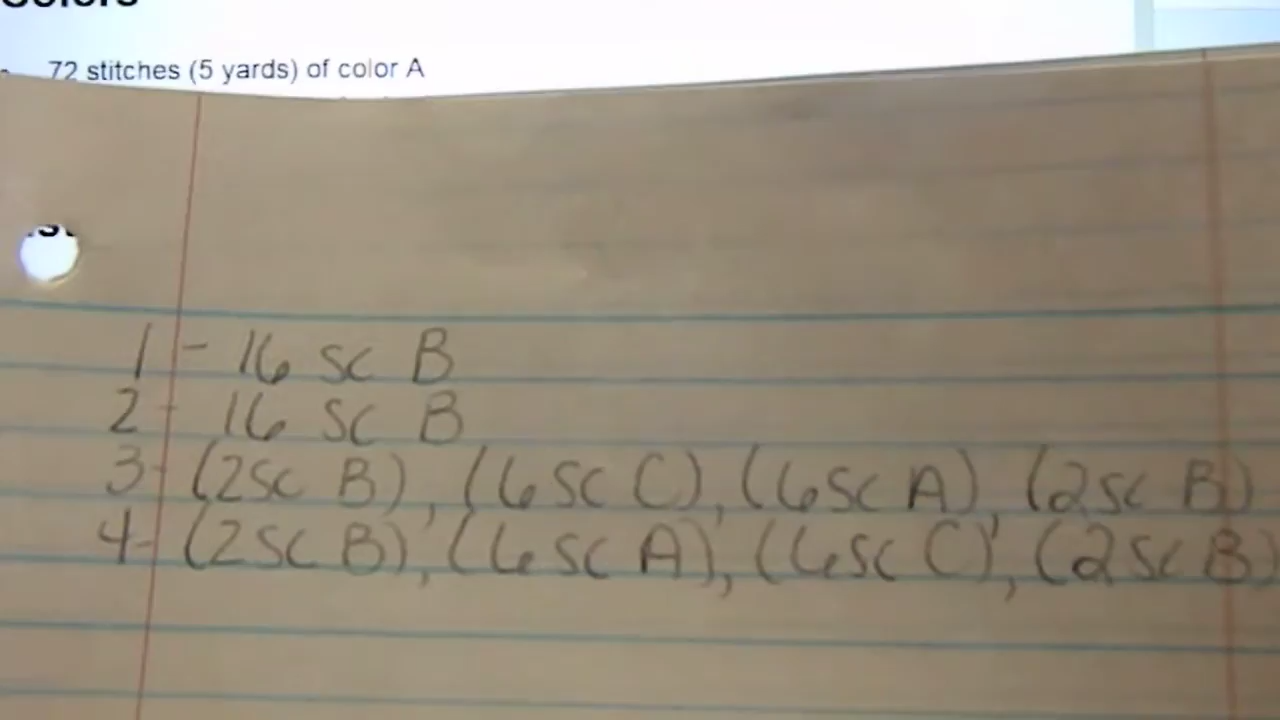 Colors
72 stitches (5 yards) of color A
1 - 16 SC B
2 - 16 SC B
3 - (2SC B), (6SC C), (6SC A), (2SC B)
4 - (2SC B), (6SC A), (6SC C), (2SC B)